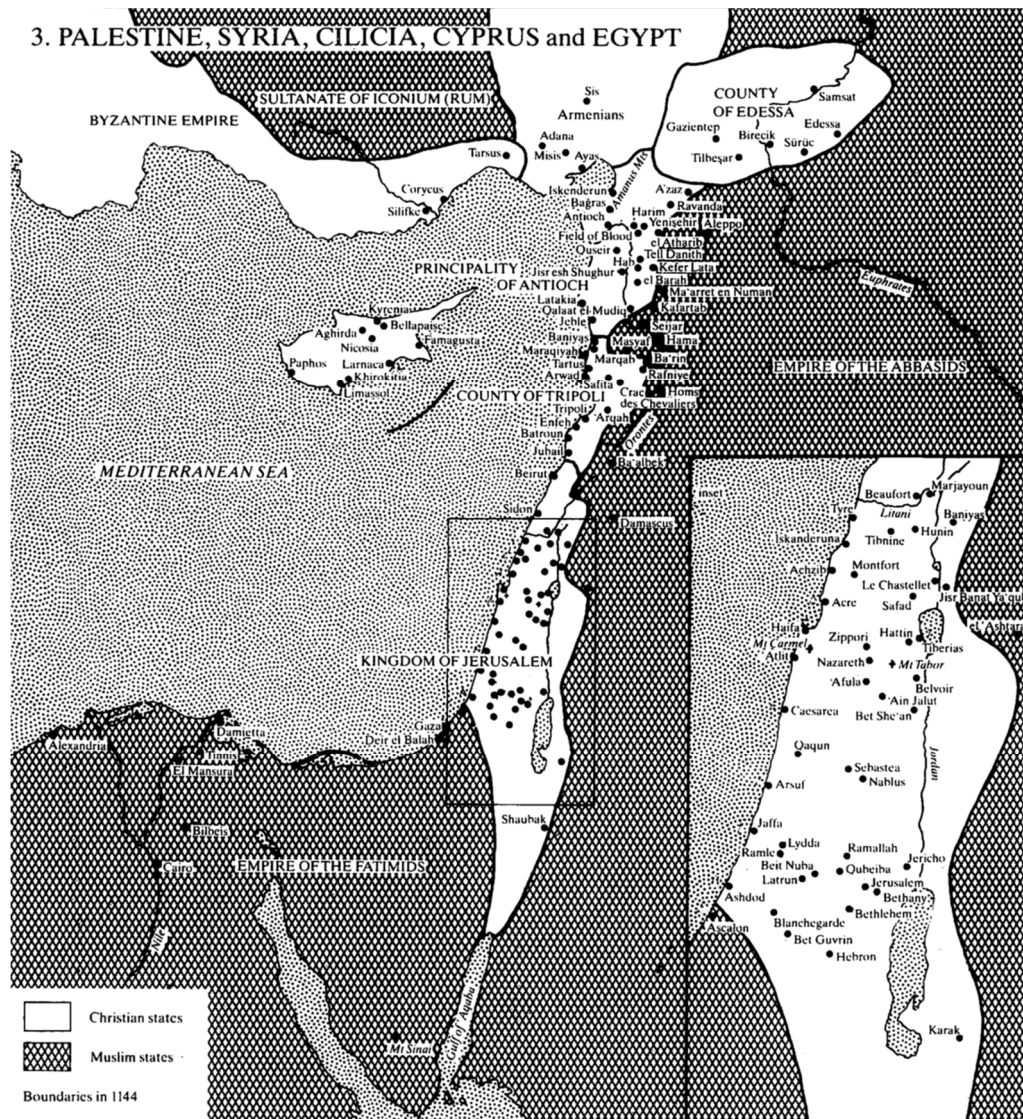 3. PALESTINE, SYRIA, CILICIA, CYPRUS and EGYPT
SULTANATE OF ICONIUM (RUM)
BYZANTINE EMPIRE
Sis
Armenians
COUNTY
OF EDESSA
Samsat
Gazientep
Birecik
Edessa
Tilbeşar
Sürüc
Adana
Misis
Ayas
Tarsus
Corycus
Silifke
Iskenderun
Amanus Mts
Bağras
Antioch
A'zaz
Ravanda
Harim
Yenişehir
Aleppo
Field of Blood
el Atharib
Quseir
Tell Danith
Hab
Kefer Lata
PRINCIPALITY
OF ANTIOCH
Jisr esh Shughur
el Barah
Ma'arret en Numan
Latakia
Qalaat el Mudiq
Kafartab
Jeble
Seijar
Baniyas
Masyaf
Hama
Maraqiyah
Marqab
Ba'rin
Tartus
Rafniye
Arwad
Safita
Crac
des Chevaliers
Homs
COUNTY OF TRIPOLI
Tripoli
'Arqah
Enfeh
Batroun
Orontes
Jubail
Ba'albek
Beirut
Sidon
Damascus
Euphrates
EMPIRE OF THE ABBASIDS
Kyrenia
Aghirda
Bellapaise
Nicosia
Famagusta
Paphos
Larnaca
Khirokitia
Limassol
MEDITERRANEAN SEA
KINGDOM OF JERUSALEM
Gaza
Deir el Balah
Alexandria
Damietta
Tinnis
El Mansura
Bilbeis
Cairo
Shaubak
EMPIRE OF THE FATIMIDS
Nile
Gulf of Aqaba
Mt Sinai
inset
Beaufort
Marjayoun
Tyre
Litani
Baniyas
Iskanderuna
Tibnine
Hunin
Achzib
Montfort
Le Chastellet
Jisr Banat Ya'qub
Acre
Safad
el 'Ashtara
Haifa
Mt Carmel
Zippori
Hattin
Tiberias
Atlit
Nazareth
Mt Tabor
'Afula
Belvoir
'Ain Jalut
Caesarea
Bet She'an
Qaqun
Jordan
Sebastea
Nablus
Arsuf
Jaffa
Lydda
Ramle
Ramallah
Beit Nuba
Jericho
Latrun
Qubeiba
Jerusalem
Bethany
Ashdod
Bethlehem
Ascalon
Blanchegarde
Bet Guvrin
Hebron
Karak
Christian states
Muslim states
Boundaries in 1144